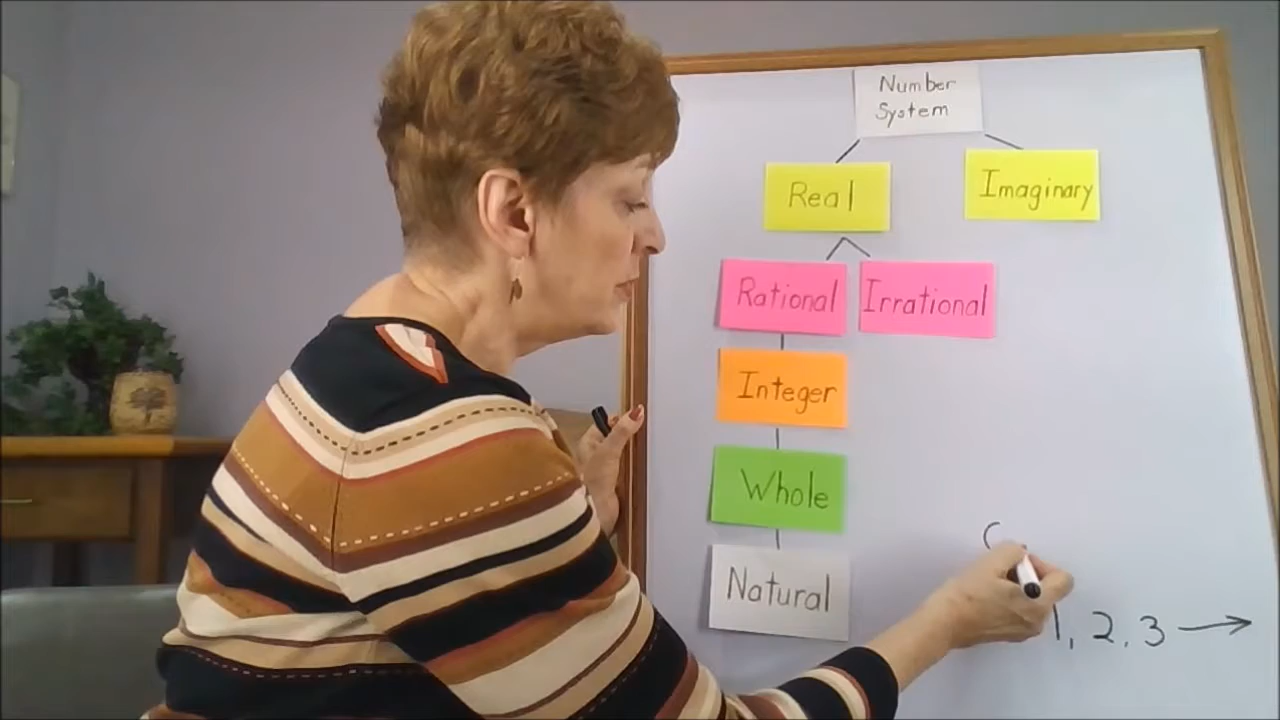 Number
System
Real
Imaginary
Rational
Irrational
Integer
Whole
Natural
1, 2, 3